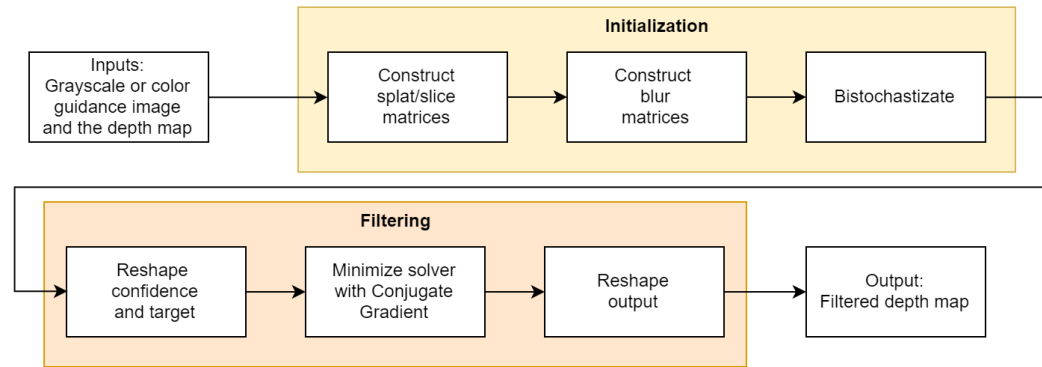 Initialization
Inputs:
Grayscale or color
guidance image
and the depth map
Construct
splat/slice
matrices
Construct
blur
matrices
Bistochastizate
Filtering
Reshape
confidence
and target
Minimize solver
with Conjugate
Gradient
Reshape
output
Output:
Filtered depth map